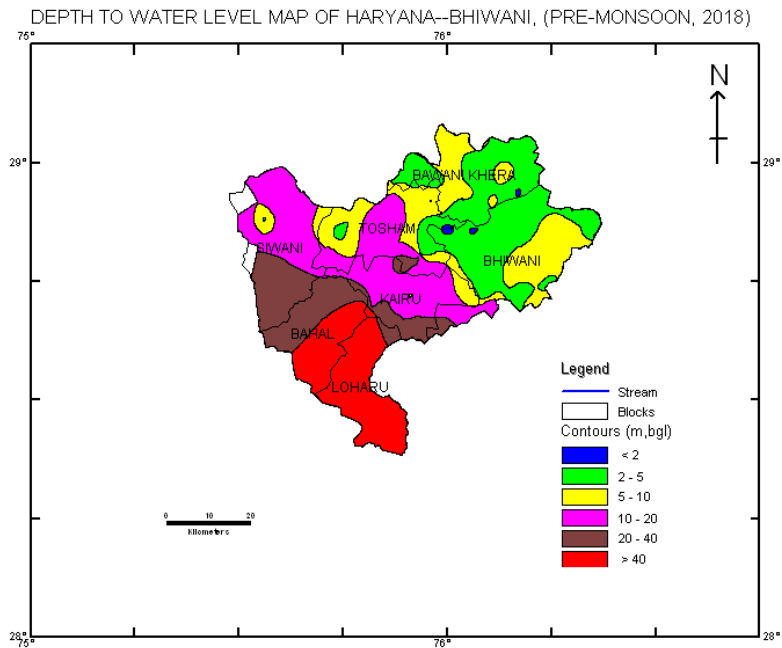 DEPTH TO WATER LEVEL MAP OF HARYANA--BHIWANI, (PRE-MONSOON, 2018)
75° 76°
N
29° 29°
BAWANI KHERA
TOSHAM
SIWANI
BHIWANI
KAIRU
BAHAL
LOHARU
Legend
Stream
Blocks
Contours (m,bgl)
< 2
2 - 5
5 - 10
10 - 20
20 - 40
> 40
0 10 20
Kilometers
28° 28°
75° 76°